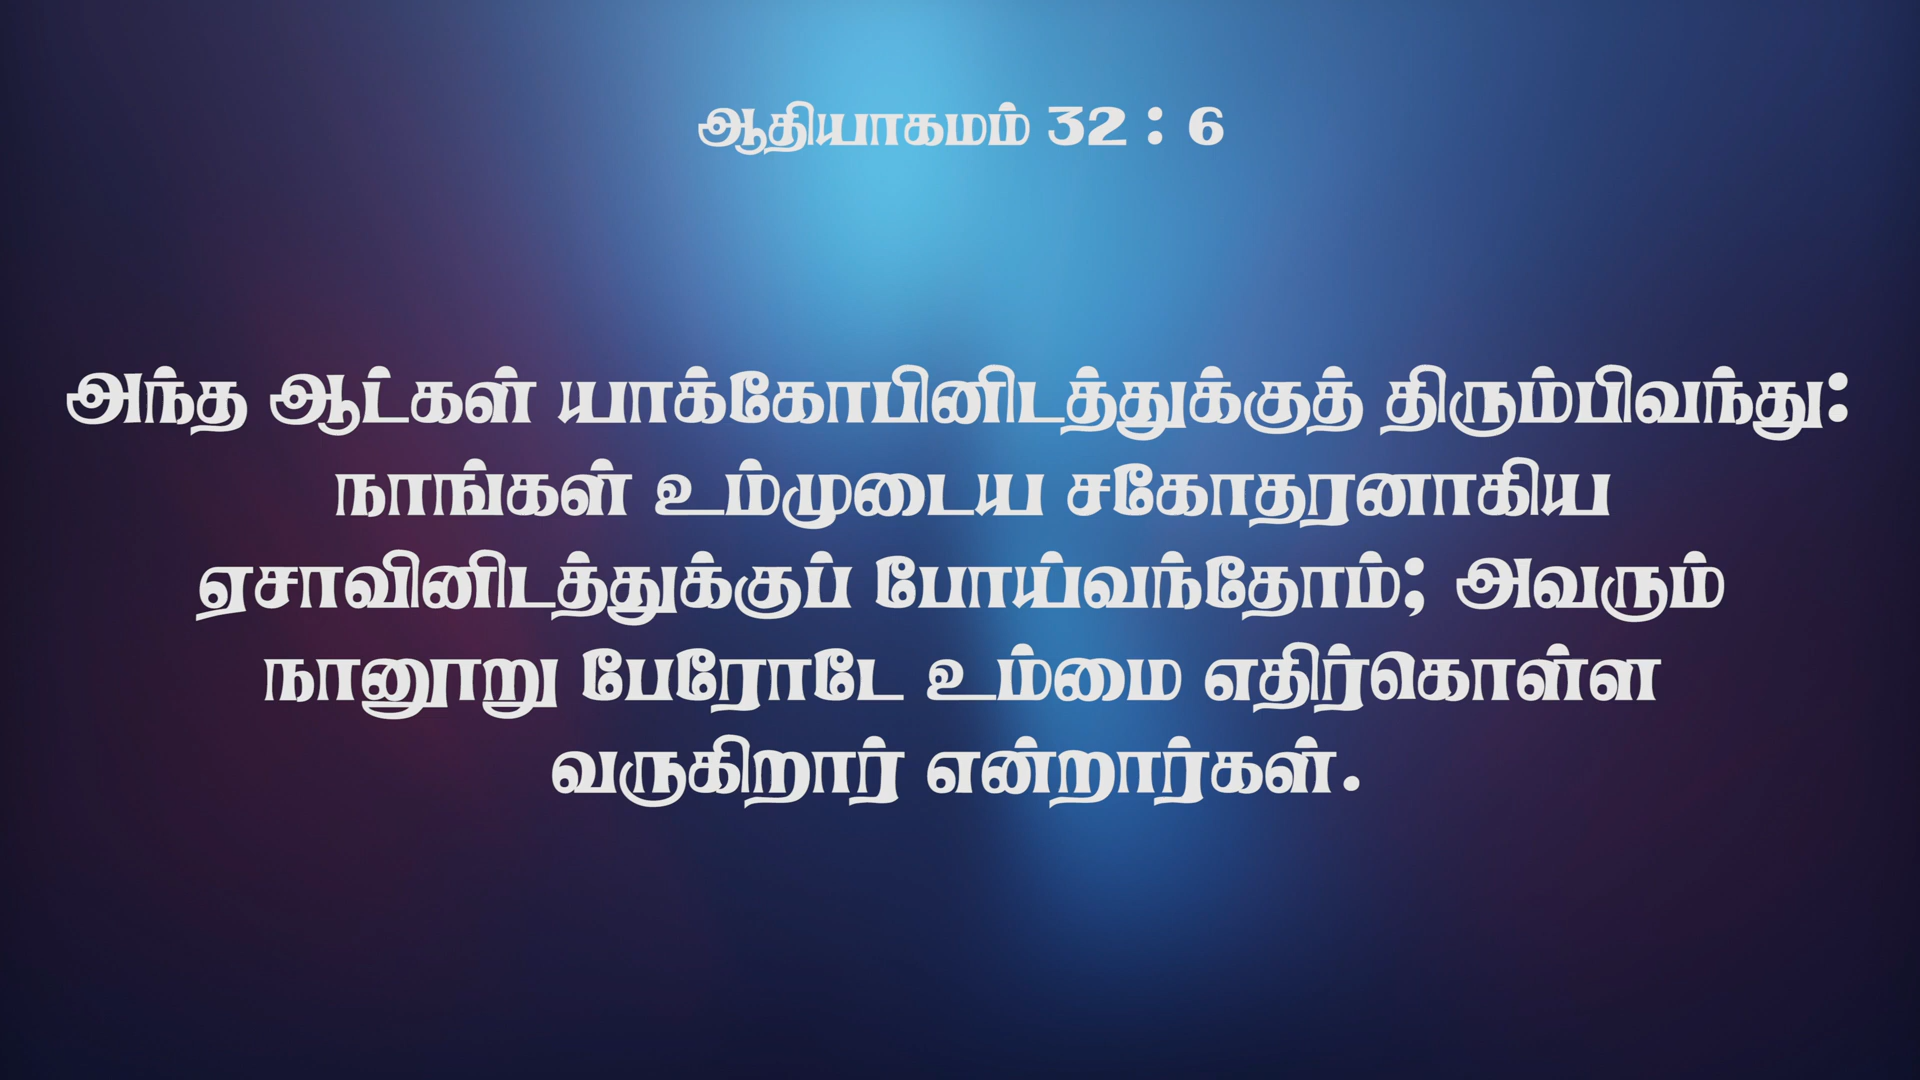 ஆதியாகமம் 32 : 6
அந்த ஆட்கள் யாக்கோபினிடத்துக்குத் திரும்பிவந்து:
நாங்கள் உம்முடைய சகோதரனாகிய
ஏசாவினிடத்துக்குப் போய்வந்தோம்; அவரும்
நானூறு பேரோடே உம்மை எதிர்கொள்ள
வருகிறார் என்றார்கள்.